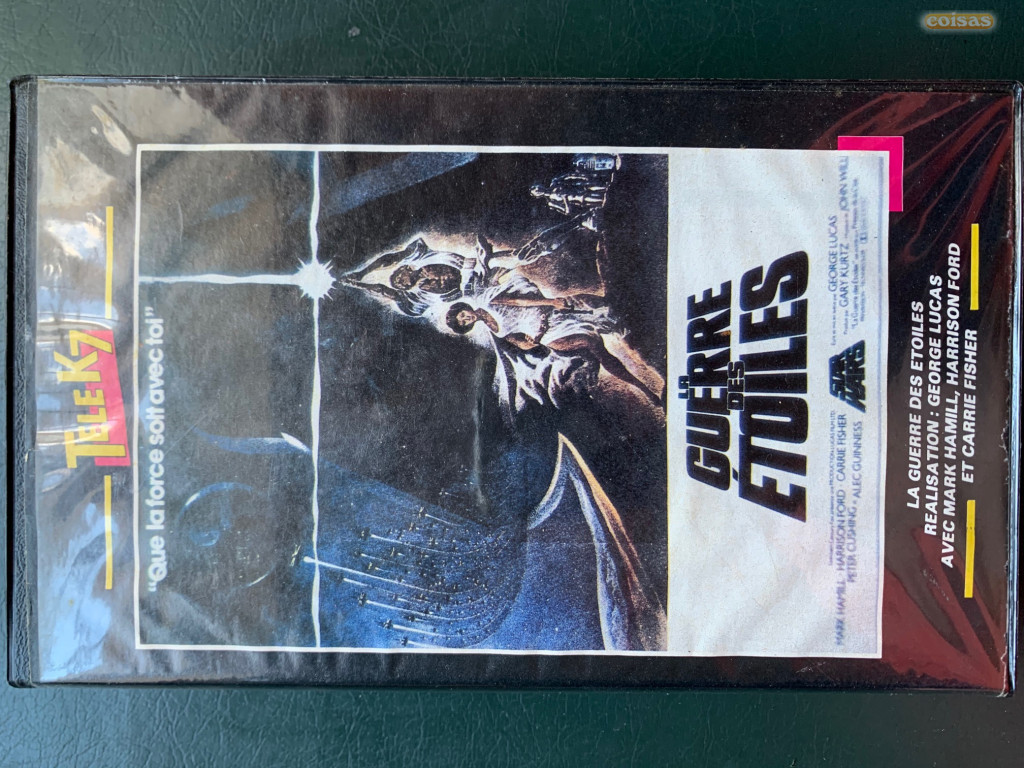 coisas
TELE K7
"Que la force soit avec toi"
LA
GUERRE
DES
ÉTOILES
MARK HAMILL · HARRISON FORD · CARRIE FISHER
PETER CUSHING · ALEC GUINNESS
STAR
WARS
GEORGE LUCAS
GARY KURTZ
JOHN WILL
LA GUERRE DES ETOILES
REALISATION : GEORGE LUCAS
AVEC MARK HAMILL, HARRISON FORD
ET CARRIE FISHER